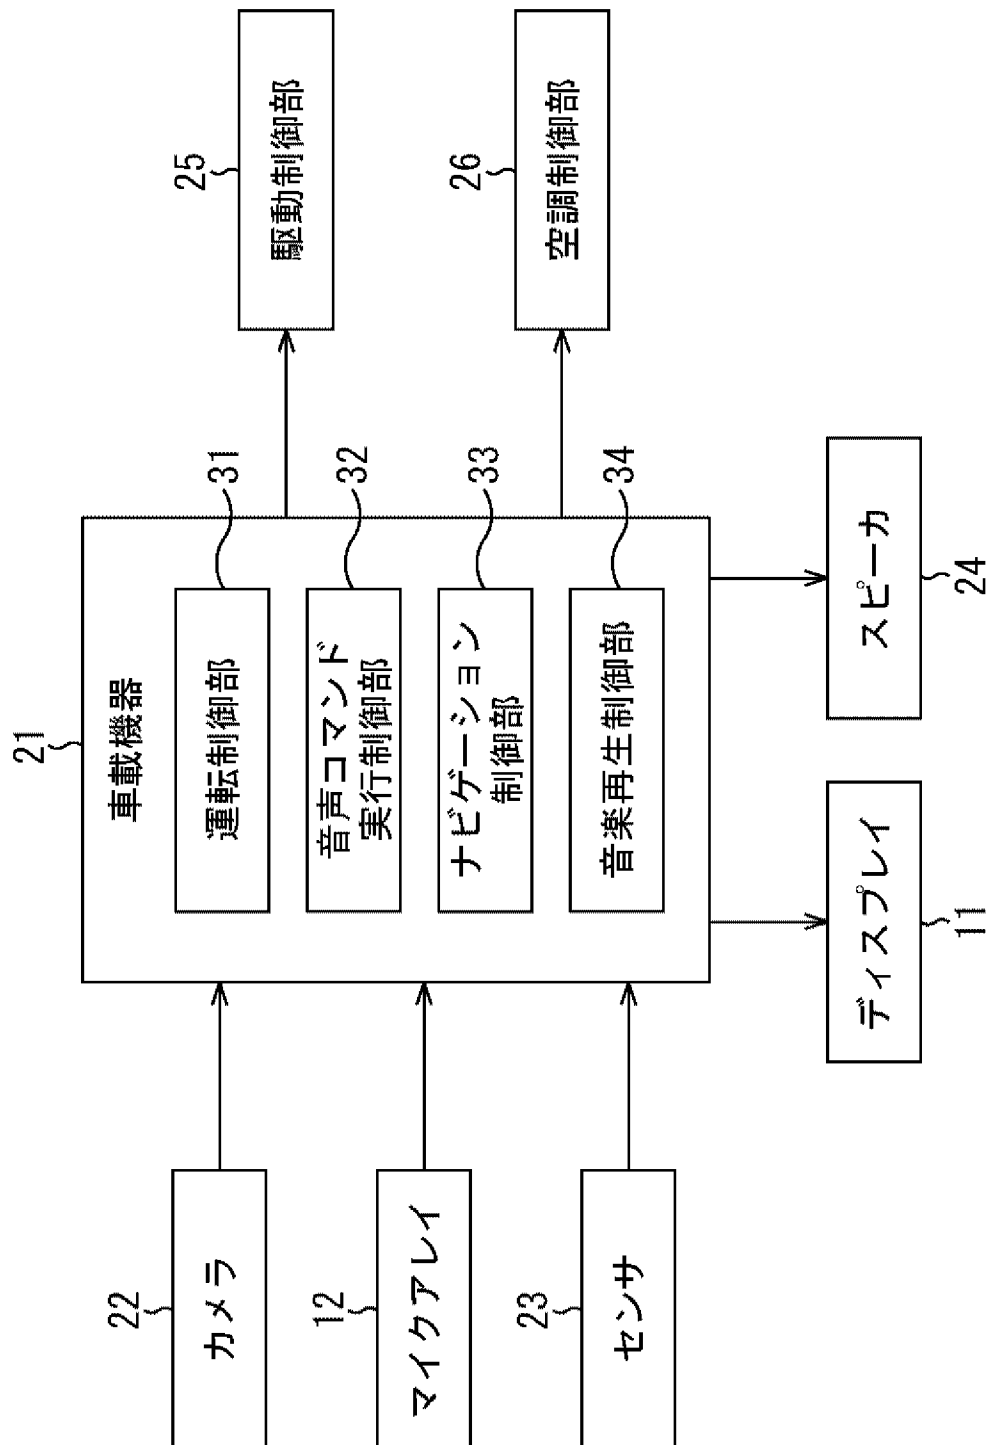 22
カメラ
12
マイクアレイ
23
センサ
21
車載機器
運転制御部
31
音声コマンド
実行制御部
32
ナビゲーション
制御部
33
音楽再生制御部
34
25
駆動制御部
26
空調制御部
ディスプレイ
11
スピーカ
24